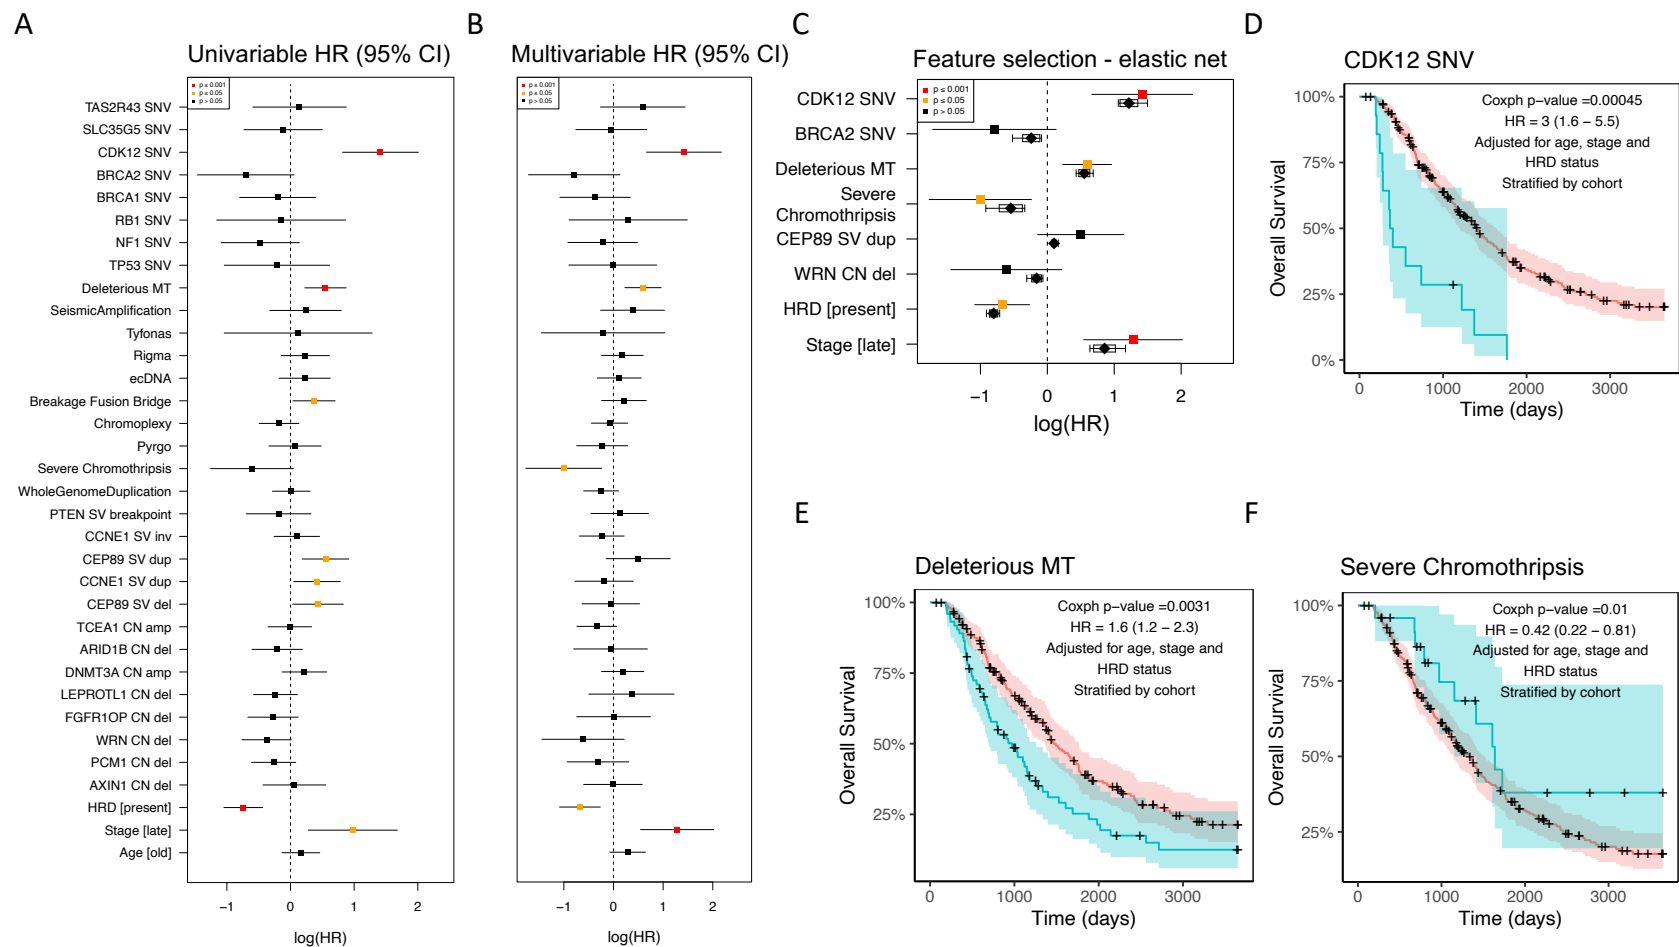 A
Univariable HR (95% CI)
p ≤ 0.001
p ≤ 0.05
p > 0.05
TAS2R43 SNV
SLC35G5 SNV
CDK12 SNV
BRCA2 SNV
BRCA1 SNV
RB1 SNV
NF1 SNV
TP53 SNV
Deleterious MT
SeismicAmplification
Tyfonas
Rigma
ecDNA
Breakage Fusion Bridge
Chromoplexy
Pyrgo
Severe Chromothripsis
WholeGenomeDuplication
PTEN SV breakpoint
CCNE1 SV inv
CEP89 SV dup
CCNE1 SV dup
CEP89 SV del
TCEA1 CN amp
ARID1B CN del
DNMT3A CN amp
LEPROTL1 CN del
FGFR1OP CN del
WRN CN del
PCM1 CN del
AXIN1 CN del
HRD [present]
Stage [late]
Age [old]
−1 0 1 2
log(HR)
B
Multivariable HR (95% CI)
p ≤ 0.001
p ≤ 0.05
p > 0.05
−1 0 1 2
log(HR)
C
Feature selection - elastic net
p ≤ 0.001
p ≤ 0.05
p > 0.05
CDK12 SNV
BRCA2 SNV
Deleterious MT
Severe
Chromothripsis
CEP89 SV dup
WRN CN del
HRD [present]
Stage [late]
−1 0 1 2
log(HR)
D
CDK12 SNV
Coxph p-value =0.00045
HR = 3 (1.6 − 5.5)
Adjusted for age, stage and
HRD status
Stratified by cohort
Overall Survival
100%
75%
50%
25%
0%
0 1000 2000 3000
Time (days)
E
Deleterious MT
Coxph p-value =0.0031
HR = 1.6 (1.2 − 2.3)
Adjusted for age, stage and
HRD status
Stratified by cohort
Overall Survival
100%
75%
50%
25%
0 1000 2000 3000
Time (days)
F
Severe Chromothripsis
Coxph p-value =0.01
HR = 0.42 (0.22 − 0.81)
Adjusted for age, stage and
HRD status
Stratified by cohort
Overall Survival
100%
75%
50%
25%
0 1000 2000 3000
Time (days)